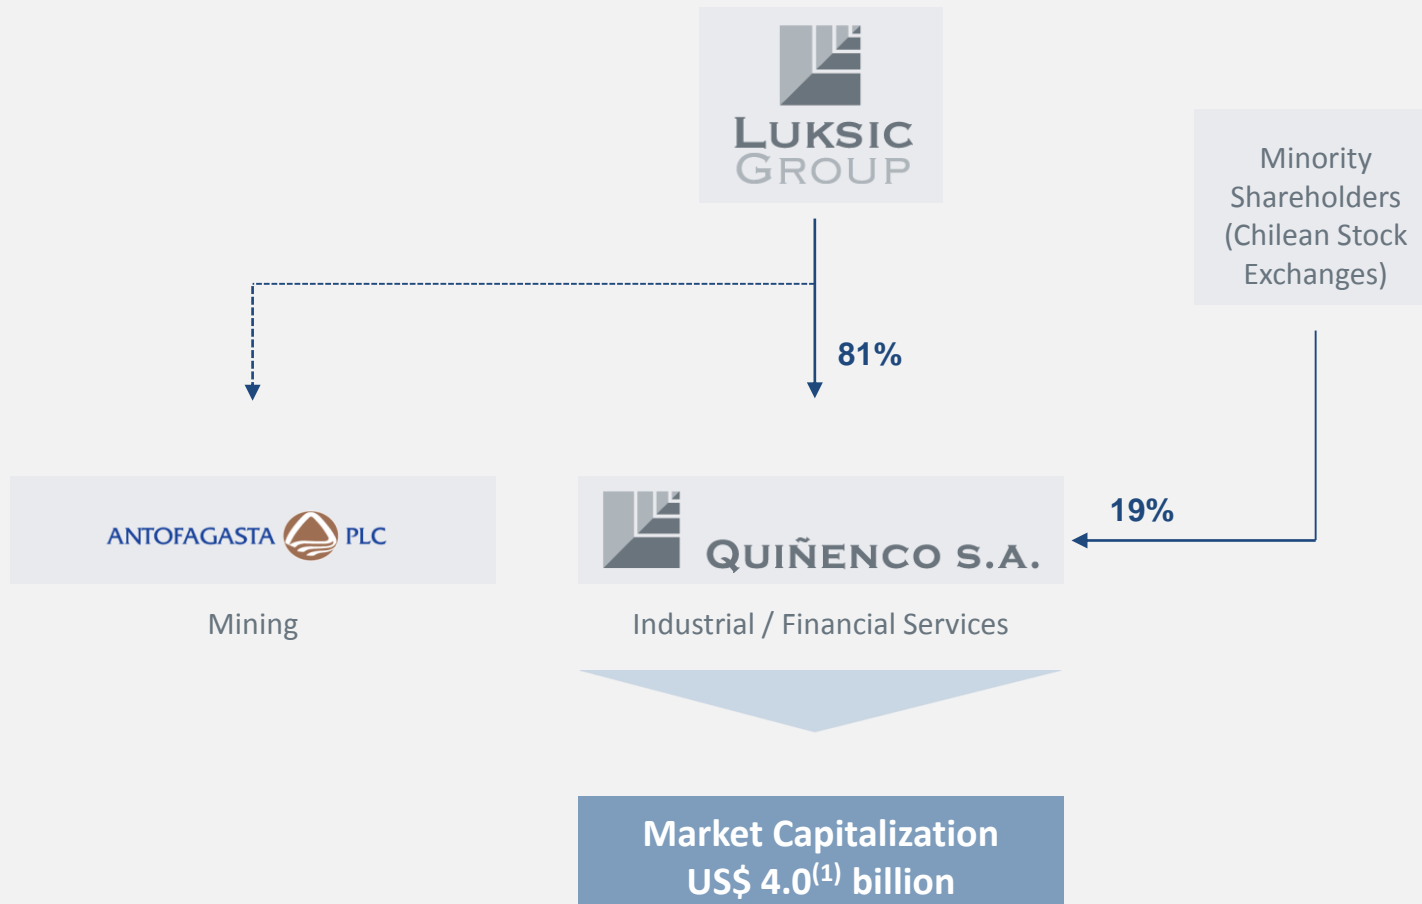 LUKSIC
GROUP
Minority
Shareholders
(Chilean Stock
Exchanges)
81%
19%
ANTOFAGASTA PLC
QUIÑENCO S.A.
Mining
Industrial / Financial Services
Market Capitalization
US$ 4.0(1) billion